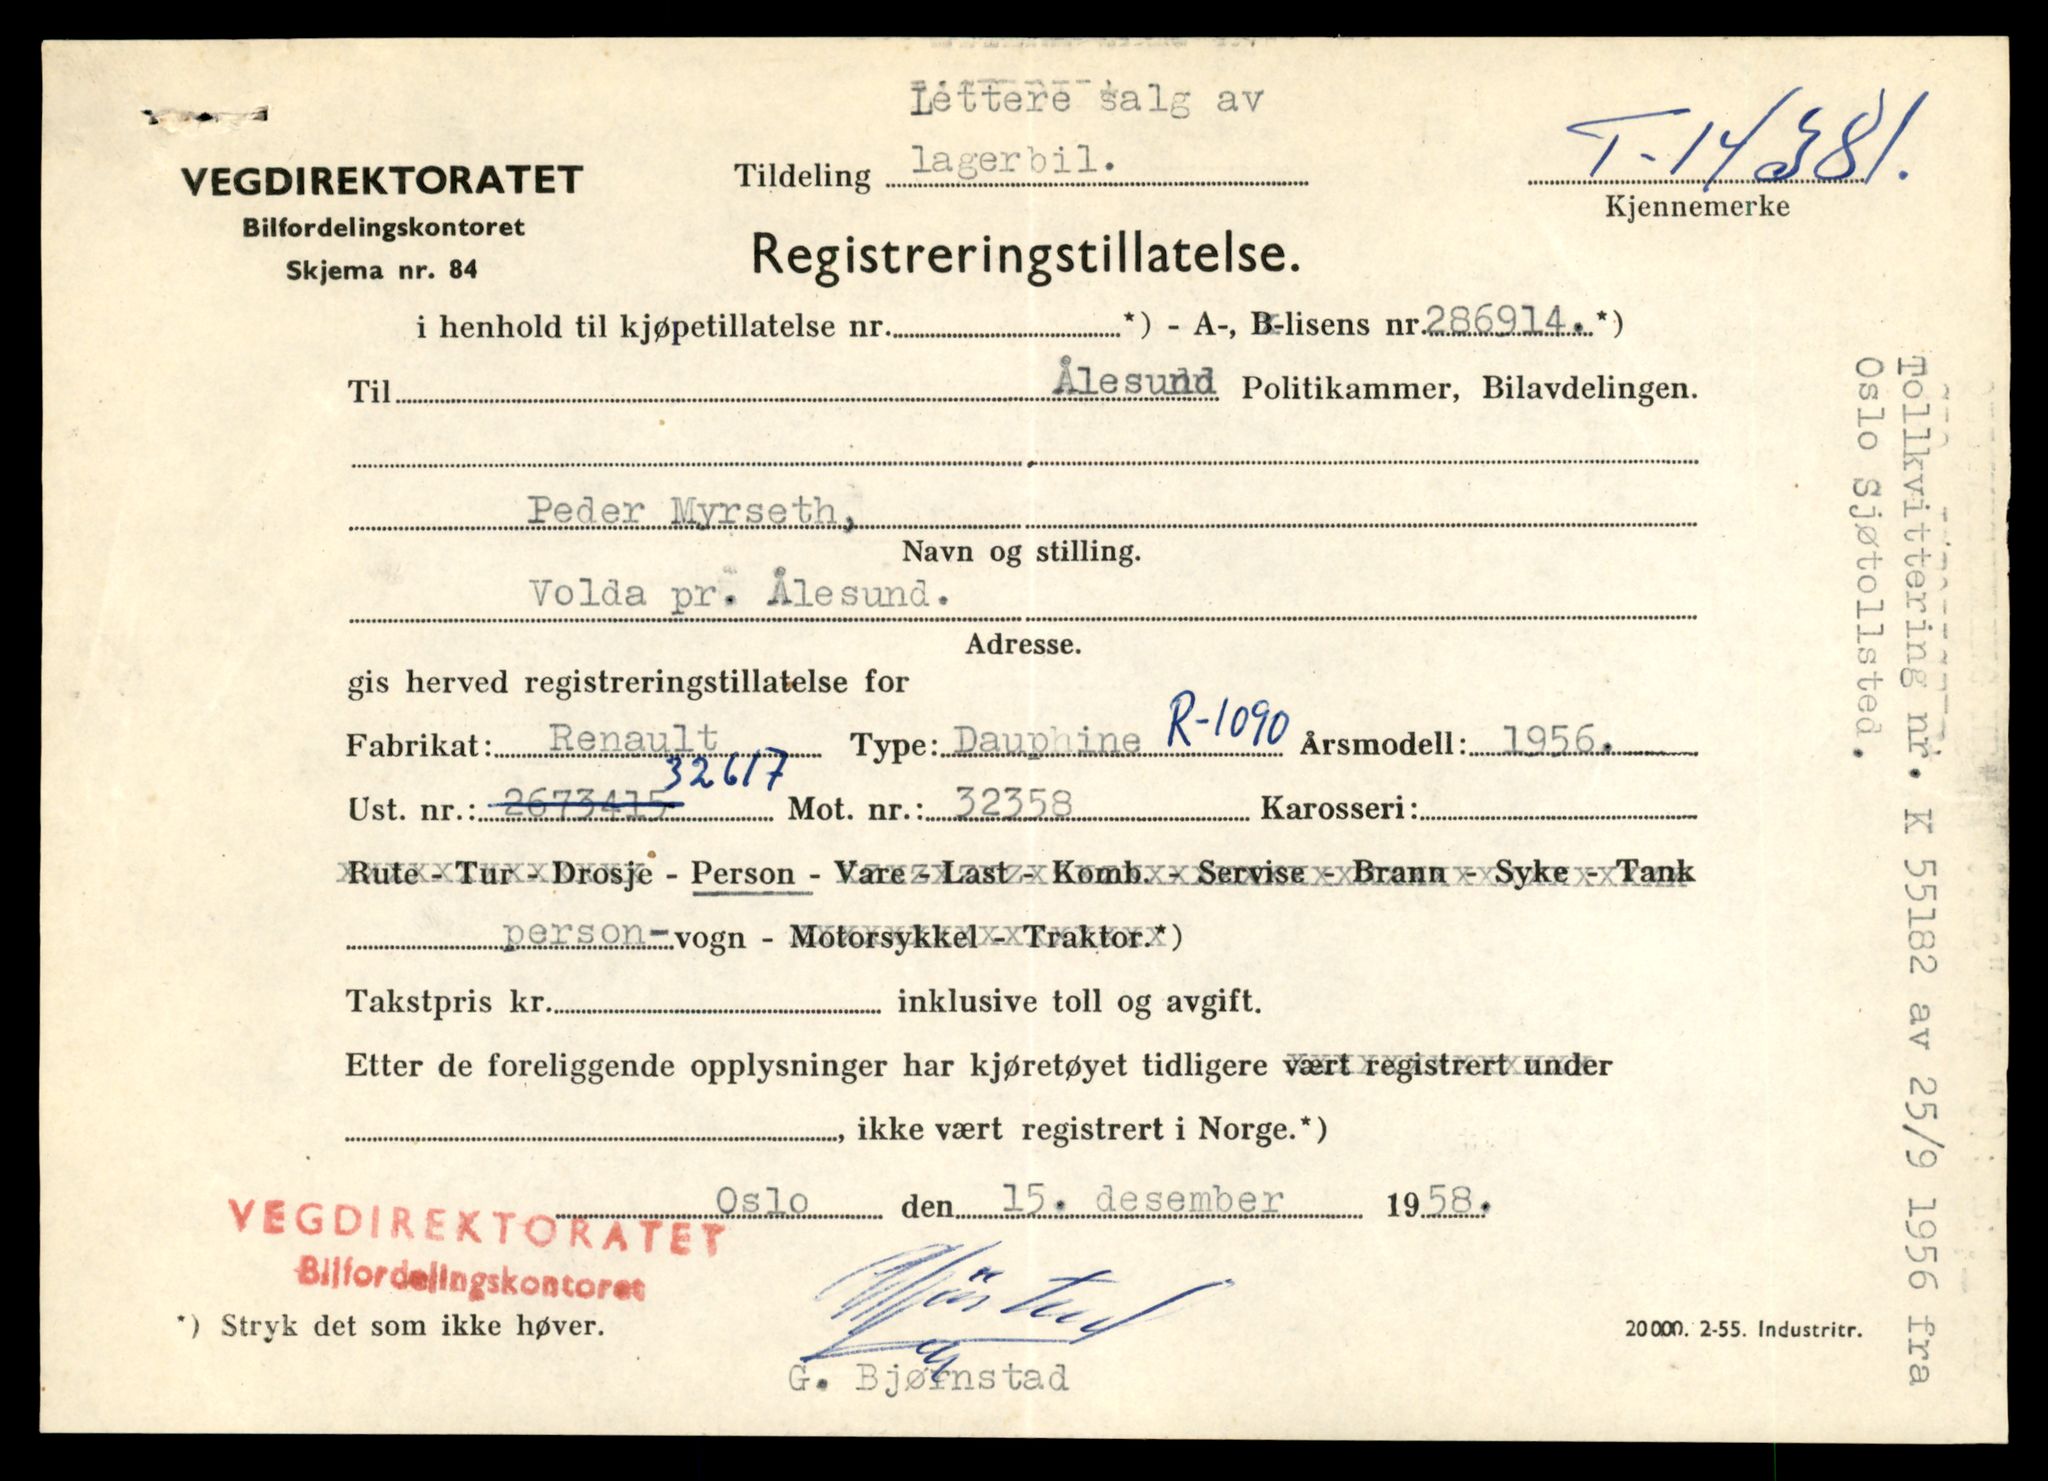 Lettere salg av
VEGDIREKTORATET
Bilfordelingskontoret
Skjema nr. 84
Tildeling lagerbil.
T-14381.
Kjennemerke
Registreringstillatelse.
i henhold til kjøpetillatelse nr. *) - A-, B-lisens nr. 286914. *)
Til Ålesund Politikammer, Bilavdelingen.
Peder Myrseth,
Navn og stilling.
Volda pr. Ålesund.
Adresse.
gis herved registreringstillatelse for
Fabrikat: Renault Type: Dauphine R-1090 Årsmodell: 1956.
Ust. nr.: 2673415 32617 Mot. nr.: 32358 Karosseri:
Rute - Tur - Drosje - Person - Vare - Last - Komb. - Servise - Brann - Syke - Tank
person-vogn - Motorsykkel - Traktor.*)
Takstpris kr. inklusive toll og avgift.
Etter de foreliggende opplysninger har kjøretøyet tidligere vært registrert under
, ikke vært registrert i Norge.*)
Oslo den 15. desember 1958.
VEGDIREKTORATET
Bilfordelingskontoret
*) Stryk det som ikke høver.
G. Bjørnstad
20000. 2-55. Industritr.
Tollkvittering nr. K 55182 av 25/9 1956 fra
Oslo Sjøtollsted.